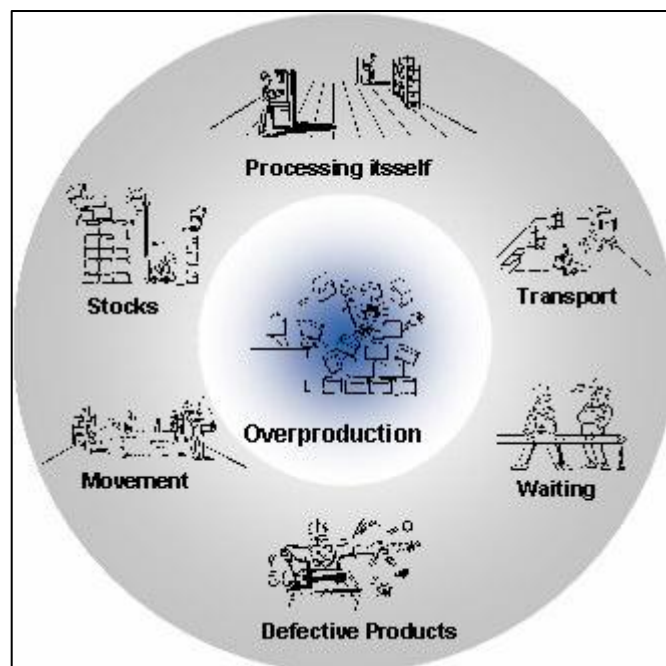 Processing itsself
Stocks
Transport
Overproduction
Movement
Waiting
Defective Products